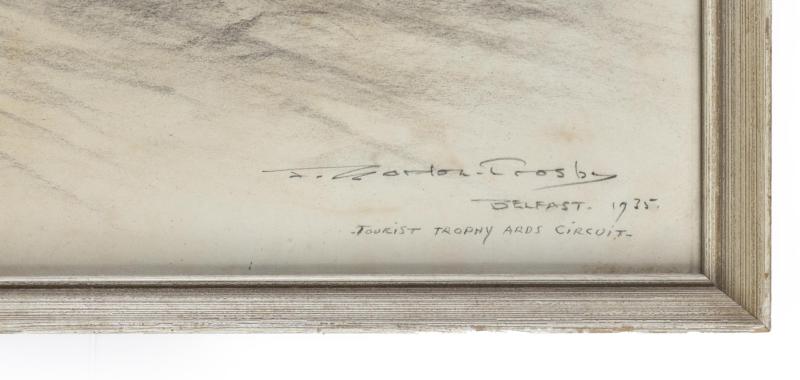 F. Gordon-Crosby
BELFAST. 1935.
-TOURIST TROPHY ARDS CIRCUIT-